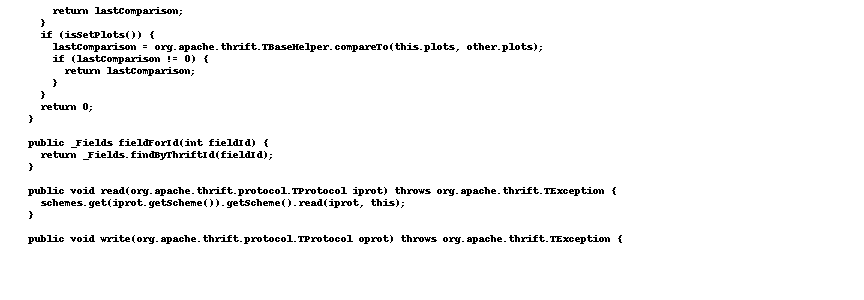 return lastComparison;
}
if (isSetPlots()) {
lastComparison = org.apache.thrift.TBaseHelper.compareTo(this.plots, other.plots);
if (lastComparison != 0) {
return lastComparison;
}
}
return 0;
}
public _Fields fieldForId(int fieldId) {
return _Fields.findByThriftId(fieldId);
}
public void read(org.apache.thrift.protocol.TProtocol iprot) throws org.apache.thrift.TException {
schemes.get(iprot.getScheme()).getScheme().read(iprot, this);
}
public void write(org.apache.thrift.protocol.TProtocol oprot) throws org.apache.thrift.TException {